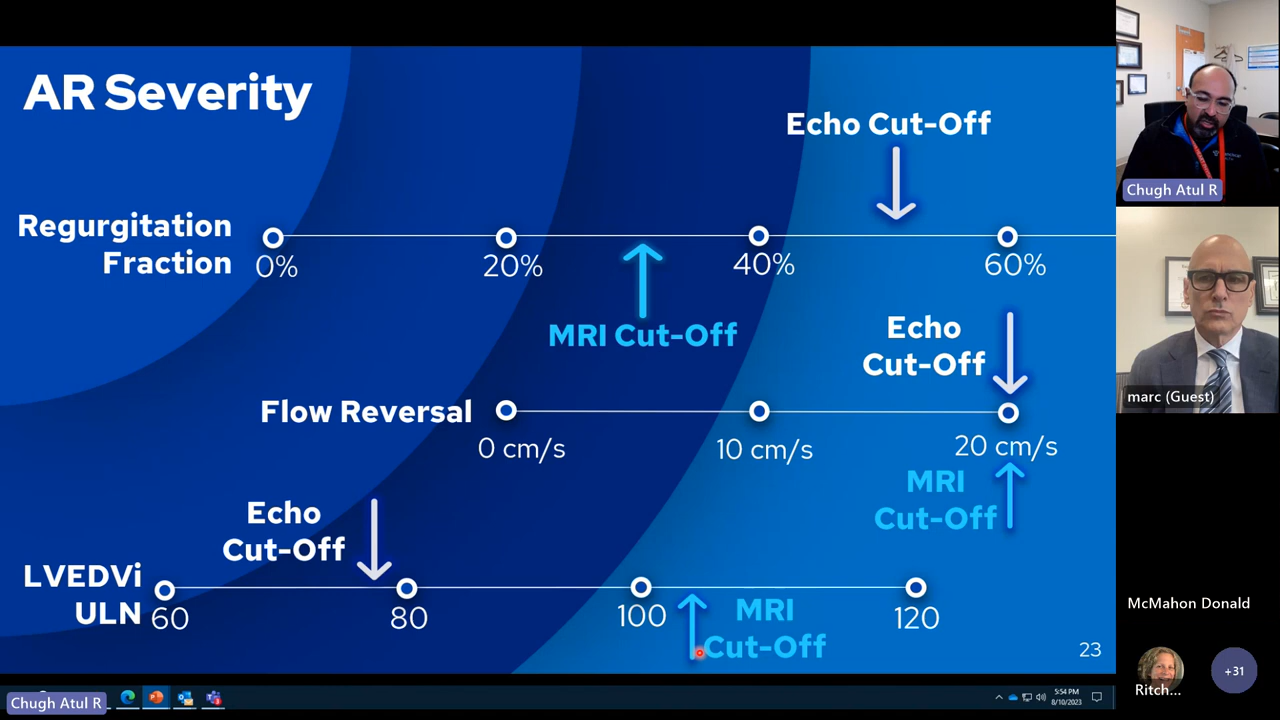 AR Severity
Echo Cut-Off
Regurgitation
Fraction
0%
20%
40%
60%
MRI Cut-Off
Echo
Cut-Off
Flow Reversal
0 cm/s
10 cm/s
20 cm/s
MRI
Cut-Off
Echo
Cut-Off
LVEDVi
ULN
60
80
100
120
MRI
Cut-Off
23
Chugh Atul R
marc (Guest)
McMahon Donald
Ritch...
+31
Chugh Atul R
5:54 PM
8/10/2023